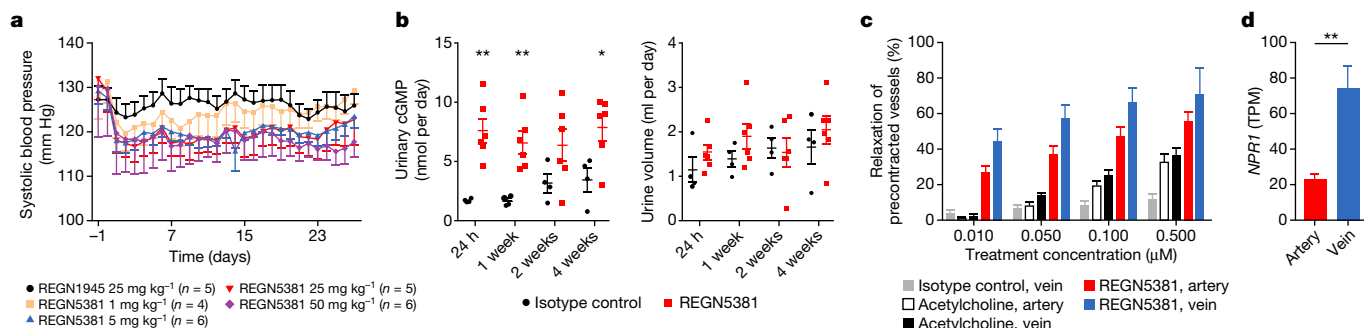 a
Systolic blood pressure
(mm Hg)
140
130
120
110
100
–1
7
15
23
Time (days)
REGN1945 25 mg kg–1 (n = 5)
REGN5381 1 mg kg–1 (n = 4)
REGN5381 5 mg kg–1 (n = 6)
REGN5381 25 mg kg–1 (n = 5)
REGN5381 50 mg kg–1 (n = 6)
b
Urinary cGMP
(nmol per day)
15
10
5
0
**
**
*
24 h
1 week
2 weeks
4 weeks
Urine volume (ml per day)
4
3
2
1
0
24 h
1 week
2 weeks
4 weeks
Isotype control
REGN5381
c
Relaxation of
precontracted vessels (%)
100
80
60
40
20
0
0.010
0.050
0.100
0.500
Treatment concentration (μM)
Isotype control, vein
Acetylcholine, artery
Acetylcholine, vein
REGN5381, artery
REGN5381, vein
d
NPR1 (TPM)
100
80
60
40
20
0
**
Artery
Vein